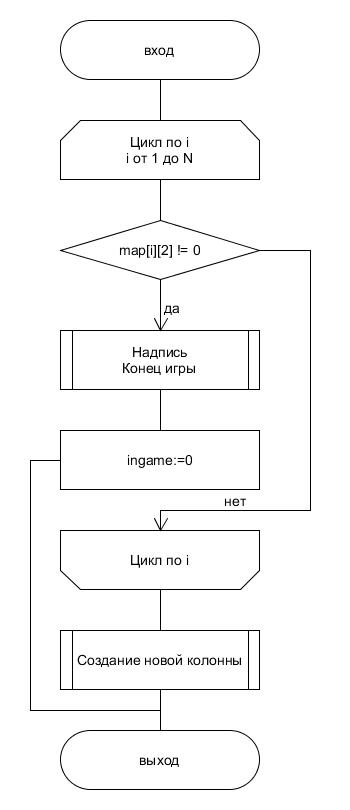 вход
Цикл по i
i от 1 до N
map[i][2] != 0
да
Надпись
Конец игры
ingame:=0
нет
Цикл по i
Создание новой колонны
выход